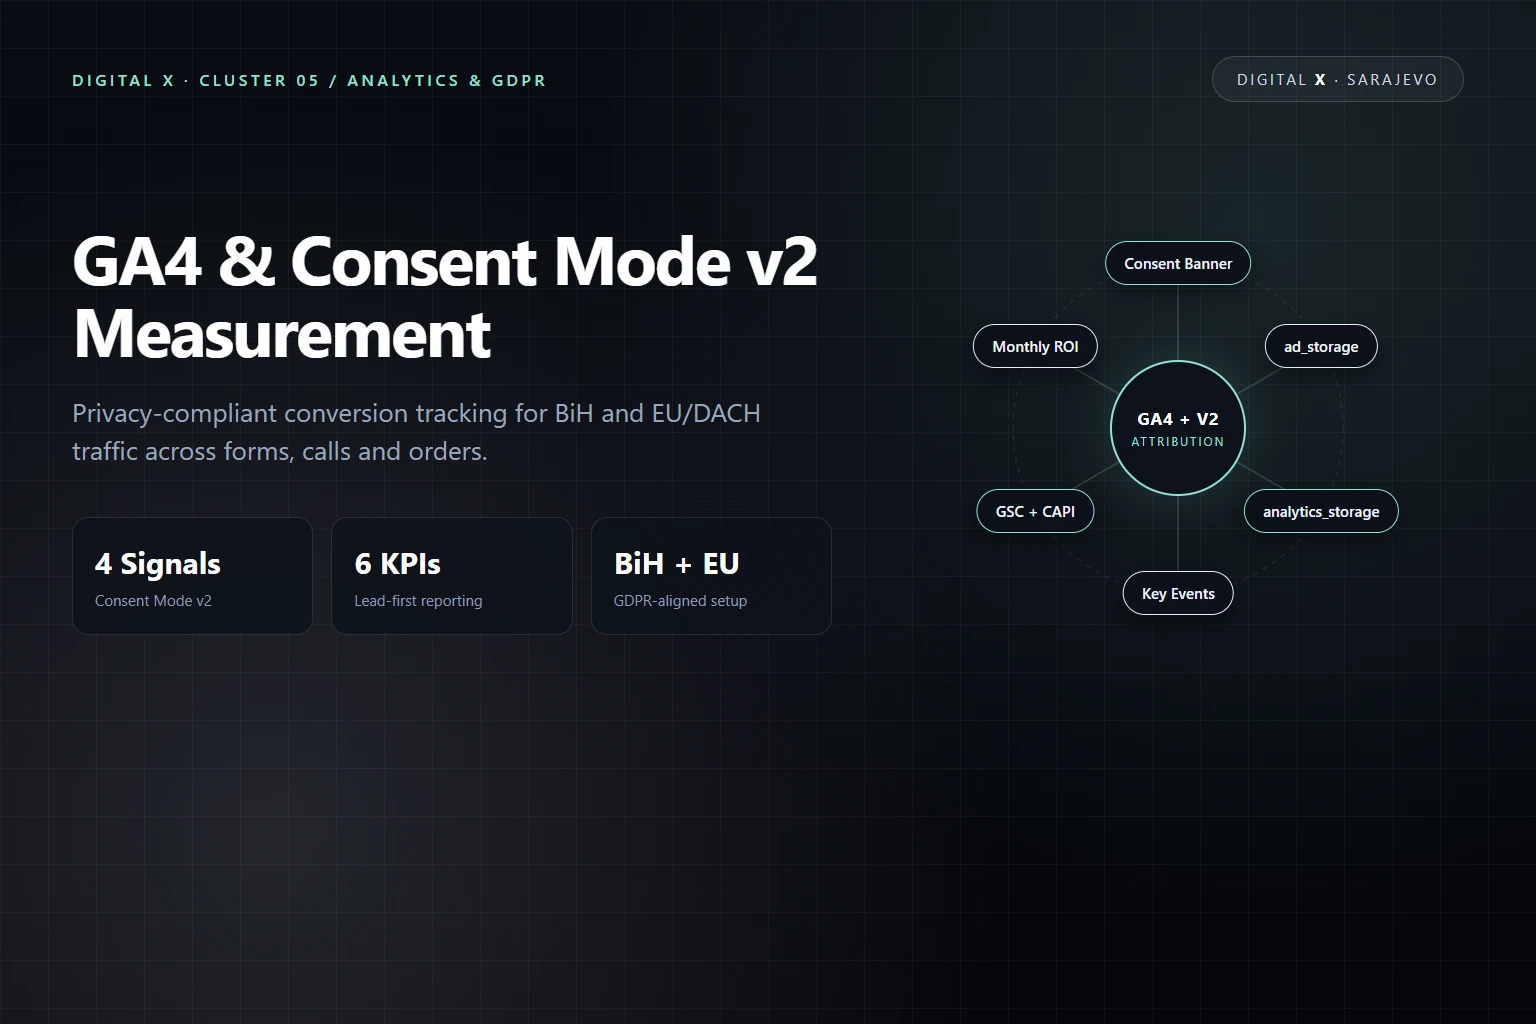 DIGITAL X · CLUSTER 05 / ANALYTICS & GDPR
DIGITAL X · SARAJEVO
GA4 & Consent Mode v2
Measurement
Privacy-compliant conversion tracking for BiH and EU/DACH
traffic across forms, calls and orders.
4 Signals
Consent Mode v2
6 KPIs
Lead-first reporting
BiH + EU
GDPR-aligned setup
Consent Banner
Monthly ROI
ad_storage
GA4 + V2
ATTRIBUTION
GSC + CAPI
analytics_storage
Key Events